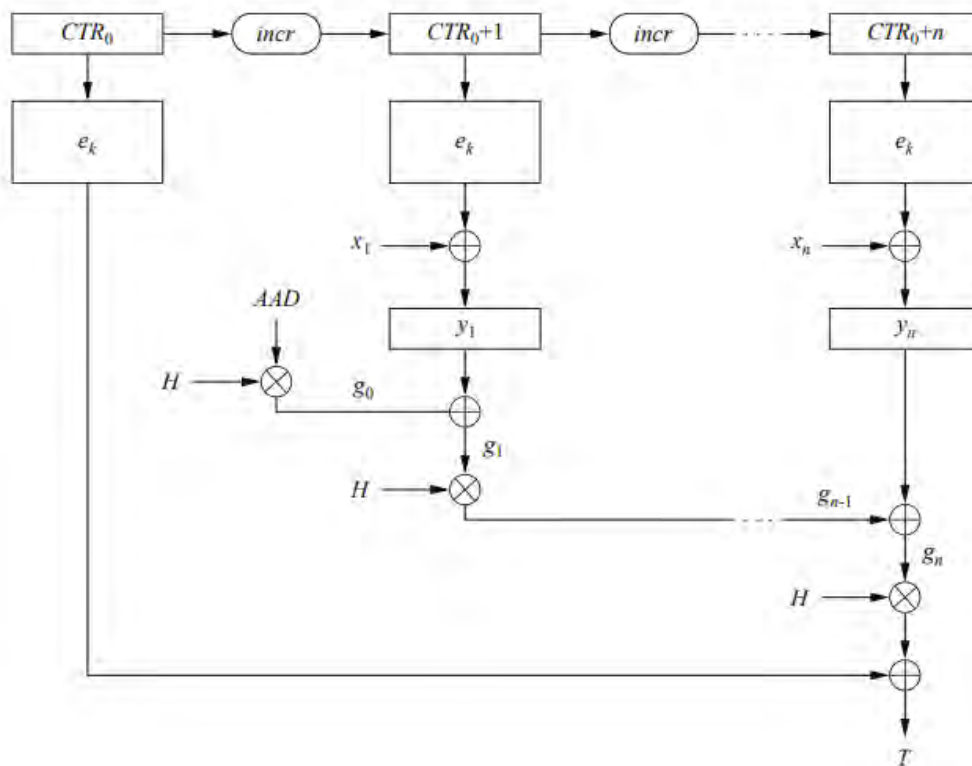 CTR₀ incr CTR₀+1 incr CTR₀+n
eₖ eₖ eₖ
x₁ xₙ
AAD
y₁ yₙ
H g₀
g₁
H gₙ₋₁
gₙ
H
T